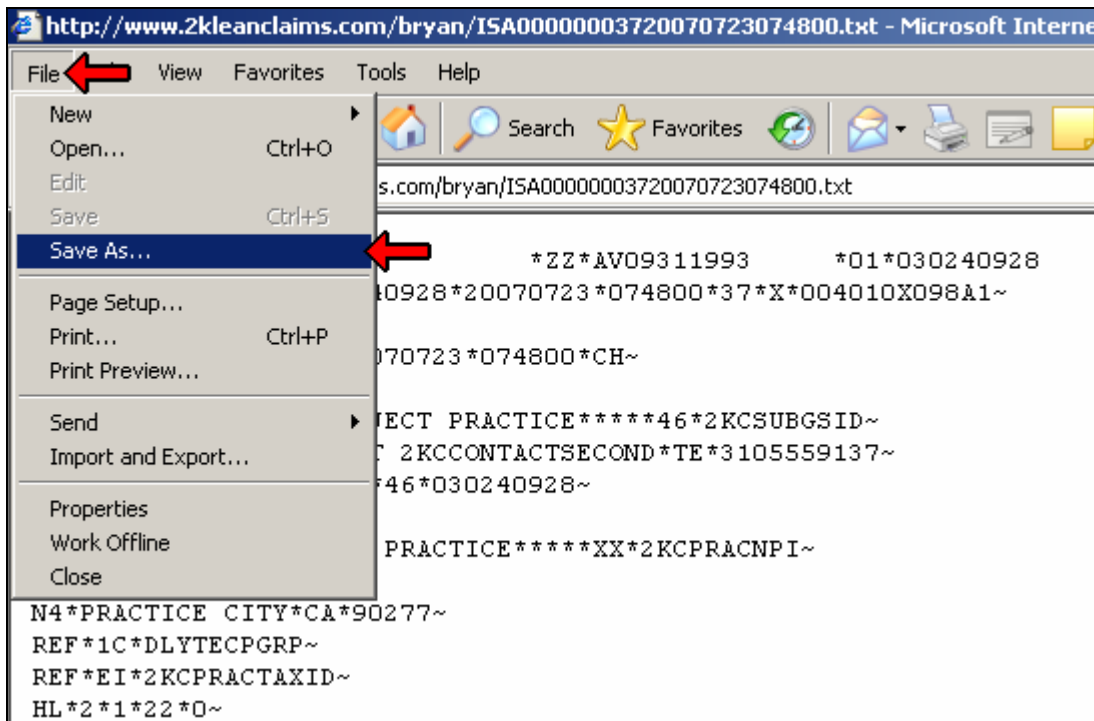 http://www.2kleanclaims.com/bryan/ISA00000003720070723074800.txt - Microsoft Interne
File View Favorites Tools Help
New
Open... Ctrl+O
Edit
Save Ctrl+S
Save As...
Page Setup...
Print... Ctrl+P
Print Preview...
Send
Import and Export...
Properties
Work Offline
Close
Search Favorites
s.com/bryan/ISA00000003720070723074800.txt
*ZZ*AV09311993 *01*030240928
40928*20070723*074800*37*X*004010X098A1~
070723*074800*CH~
JECT PRACTICE*****46*2KCSUBGSID~
T 2KCCONTACTSECOND*TE*3105559137~
*46*030240928~
PRACTICE*****XX*2KCPRACNPI~
N4*PRACTICE CITY*CA*90277~
REF*1C*DLYTECPGRP~
REF*EI*2KCPRACTAXID~
HL*2*1*22*0~